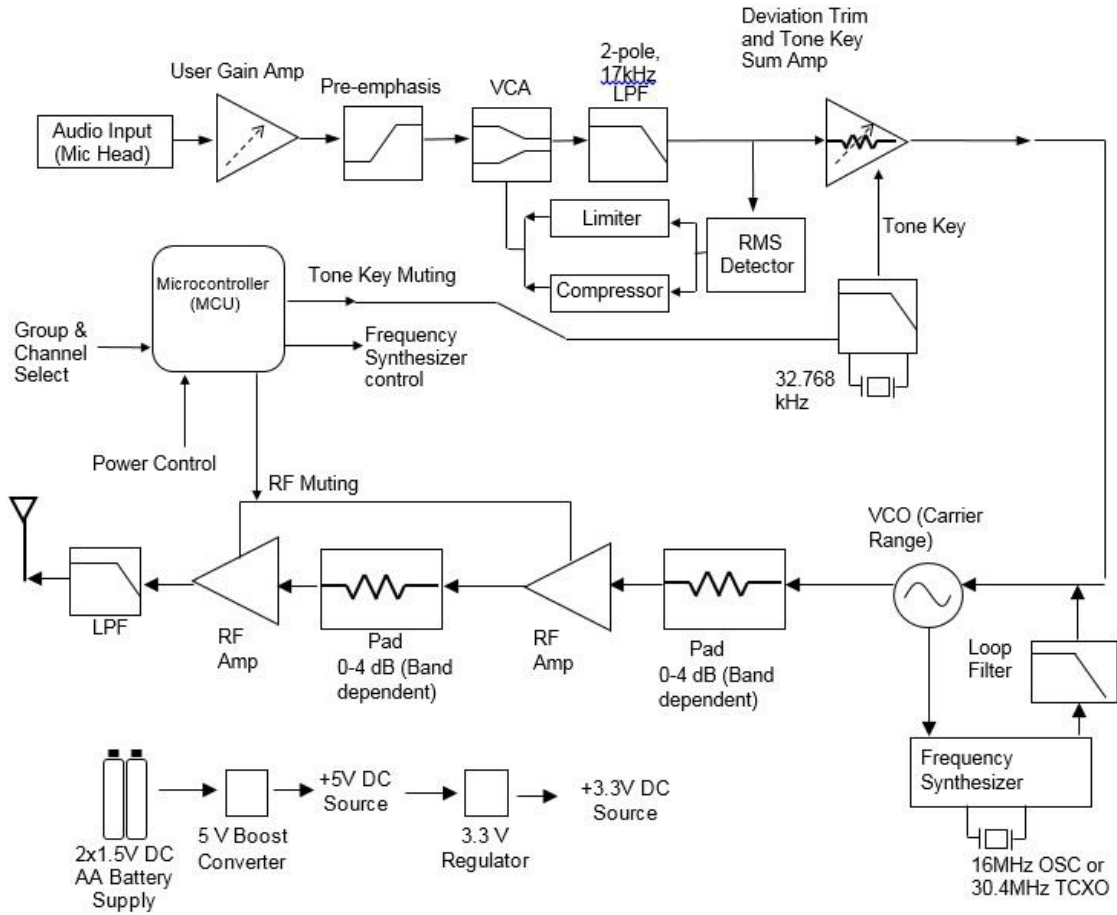 Deviation Trim
and Tone Key
Sum Amp
2-pole,
17kHz
LPF
User Gain Amp
Pre-emphasis
VCA
Audio Input
(Mic Head)
Limiter
RMS
Detector
Compressor
Tone Key
Microcontroller
(MCU)
Tone Key Muting
Group &
Channel
Select
Frequency
Synthesizer
control
32.768
kHz
Power Control
RF Muting
VCO (Carrier
Range)
LPF
RF
Amp
Pad
0-4 dB (Band
dependent)
RF
Amp
Pad
0-4 dB (Band
dependent)
Loop
Filter
Frequency
Synthesizer
16MHz OSC or
30.4MHz TCXO
2x1.5V DC
AA Battery
Supply
5 V Boost
Converter
+5V DC
Source
3.3 V
Regulator
+3.3V DC
Source